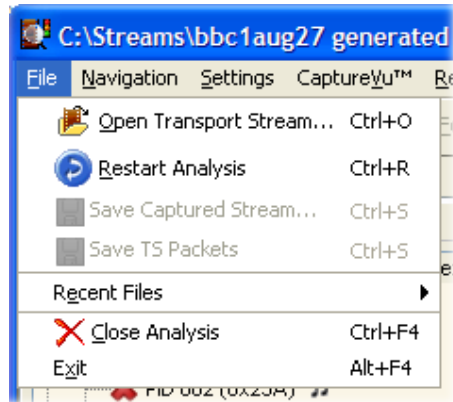 C:\Streams\bbc1aug27 generated
File Navigation Settings CaptureVu™ Re
Open Transport Stream... Ctrl+O
Restart Analysis Ctrl+R
Save Captured Stream... Ctrl+S
Save TS Packets Ctrl+S
Recent Files
Close Analysis Ctrl+F4
Exit Alt+F4